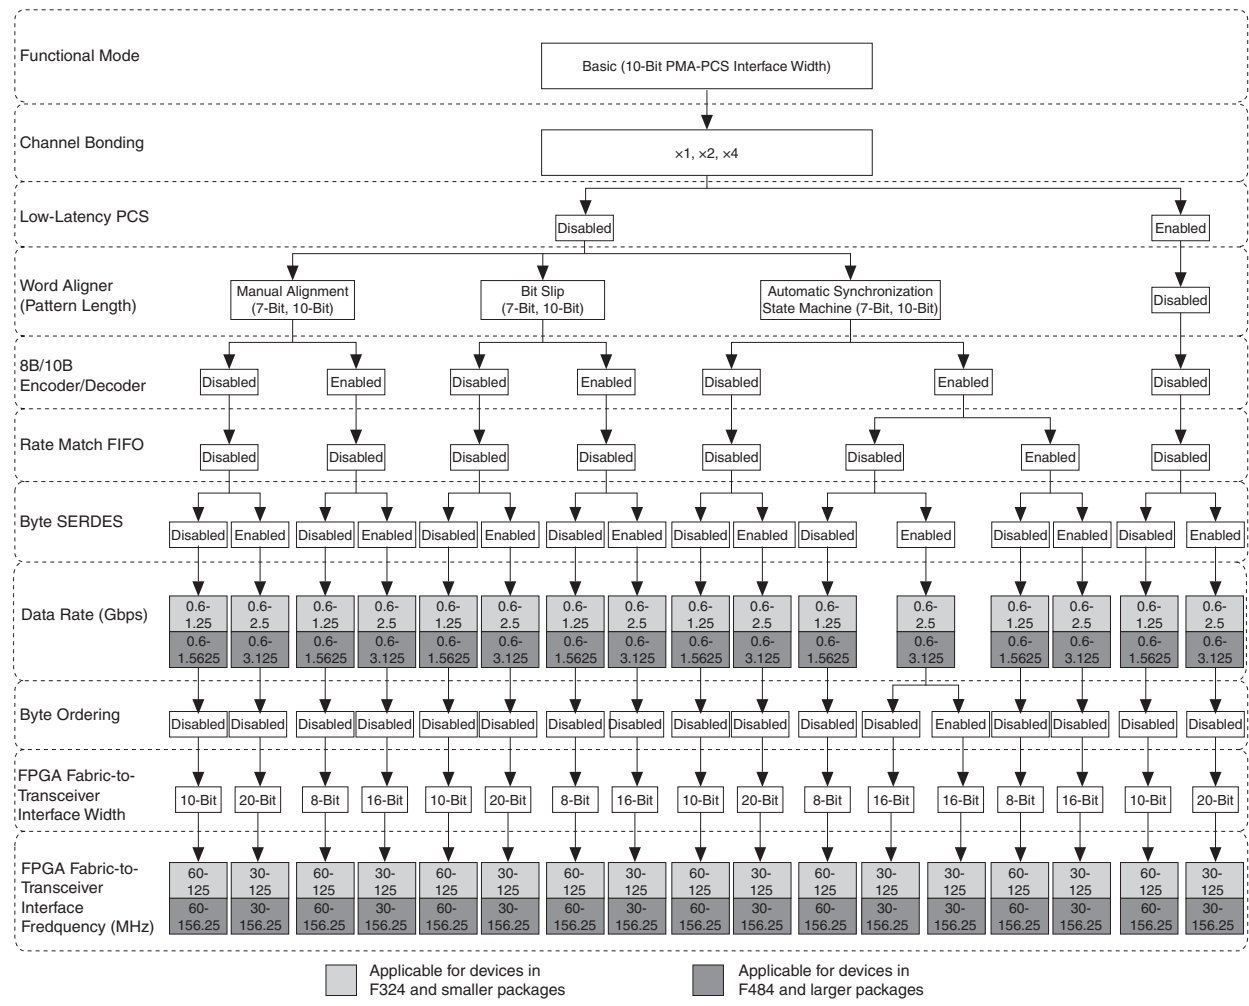 Functional Mode
Basic (10-Bit PMA-PCS Interface Width)
Channel Bonding
×1, ×2, ×4
Low-Latency PCS
Disabled Enabled
Word Aligner
(Pattern Length)
Manual Alignment
(7-Bit, 10-Bit)
Bit Slip
(7-Bit, 10-Bit)
Automatic Synchronization
State Machine (7-Bit, 10-Bit)
Disabled
8B/10B
Encoder/Decoder
Disabled Enabled Disabled Enabled Disabled Enabled Disabled
Rate Match FIFO
Disabled Disabled Disabled Disabled Disabled Disabled Enabled Disabled
Byte SERDES
Disabled Enabled Disabled Enabled Disabled Enabled Disabled Enabled Disabled Enabled Disabled Enabled Disabled Enabled Disabled Enabled
Data Rate (Gbps)
0.6- 0.6- 0.6- 0.6- 0.6- 0.6- 0.6- 0.6- 0.6- 0.6- 0.6- 0.6- 0.6- 0.6- 0.6- 0.6-
1.25 2.5 1.25 2.5 1.25 2.5 1.25 2.5 1.25 2.5 1.25 2.5 1.25 2.5 1.25 2.5
0.6- 0.6- 0.6- 0.6- 0.6- 0.6- 0.6- 0.6- 0.6- 0.6- 0.6- 0.6- 0.6- 0.6- 0.6- 0.6-
1.5625 3.125 1.5625 3.125 1.5625 3.125 1.5625 3.125 1.5625 3.125 1.5625 3.125 1.5625 3.125 1.5625 3.125
Byte Ordering
Disabled Disabled Disabled Disabled Disabled Disabled Disabled Disabled Disabled Disabled Disabled Disabled Enabled Disabled Disabled Disabled Disabled
FPGA Fabric-to-
Transceiver
Interface Width
10-Bit 20-Bit 8-Bit 16-Bit 10-Bit 20-Bit 8-Bit 16-Bit 10-Bit 20-Bit 8-Bit 16-Bit 16-Bit 8-Bit 16-Bit 10-Bit 20-Bit
FPGA Fabric-to-
Transceiver
Interface
Fredquency (MHz)
60- 30- 60- 30- 60- 30- 60- 30- 60- 30- 60- 30- 30- 60- 30- 60- 30-
125 125 125 125 125 125 125 125 125 125 125 125 125 125 125 125 125
60- 30- 60- 30- 60- 30- 60- 30- 60- 30- 60- 30- 30- 60- 30- 60- 30-
156.25 156.25 156.25 156.25 156.25 156.25 156.25 156.25 156.25 156.25 156.25 156.25 156.25 156.25 156.25 156.25 156.25
Applicable for devices in
F324 and smaller packages
Applicable for devices in
F484 and larger packages